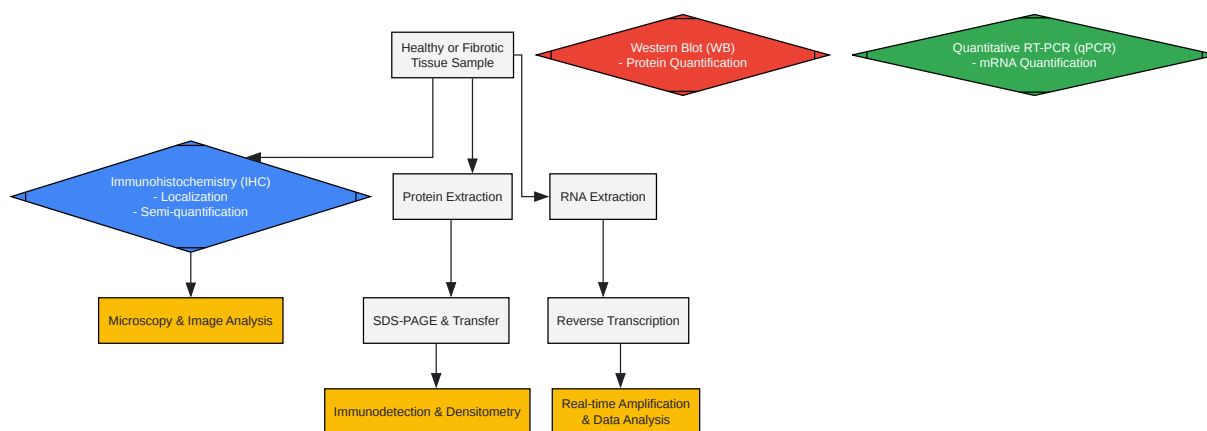 Healthy or Fibrotic
Tissue Sample
Western Blot (WB)
- Protein Quantification
Quantitative RT-PCR (qPCR)
- mRNA Quantification
Immunohistochemistry (IHC)
- Localization
- Semi-quantification
Protein Extraction
RNA Extraction
Microscopy & Image Analysis
SDS-PAGE & Transfer
Reverse Transcription
Immunodetection & Densitometry
Real-time Amplification
& Data Analysis